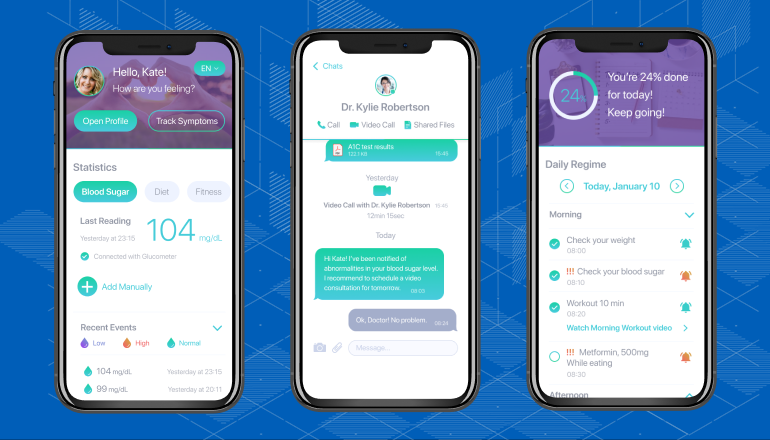 Hello, Kate!
EN
How are you feeling?
Open Profile
Track Symptoms
Statistics
Blood Sugar
Diet
Fitness
Last Reading
Yesterday at 23:15
104 mg/dL
Connected with Glucometer
Add Manually
Recent Events
Low
High
Normal
104 mg/dL
Yesterday at 23:15
99 mg/dL
Yesterday at 20:11
Chats
Dr. Kylie Robertson
Call
Video Call
Shared Files
A1C test results
122.1 KB
15:45
Yesterday
Video Call with Dr. Kylie Robertson 15:45
12min 15sec
Today
Hi Kate! I've been notified of
abnormalities in your blood sugar level.
I recommend to schedule a video
consultation for tomorrow.
09:03
Ok, Doctor! No problem.
Message...
24%
You're 24% done
for today!
Keep going!
Daily Regime
Today, January 10
Morning
Check your weight
08:00
!!! Check your blood sugar
08:10
Workout 10 min
08:20
Watch Morning Workout video
!!! Metformin, 500mg
While eating
08:30
Afternoon